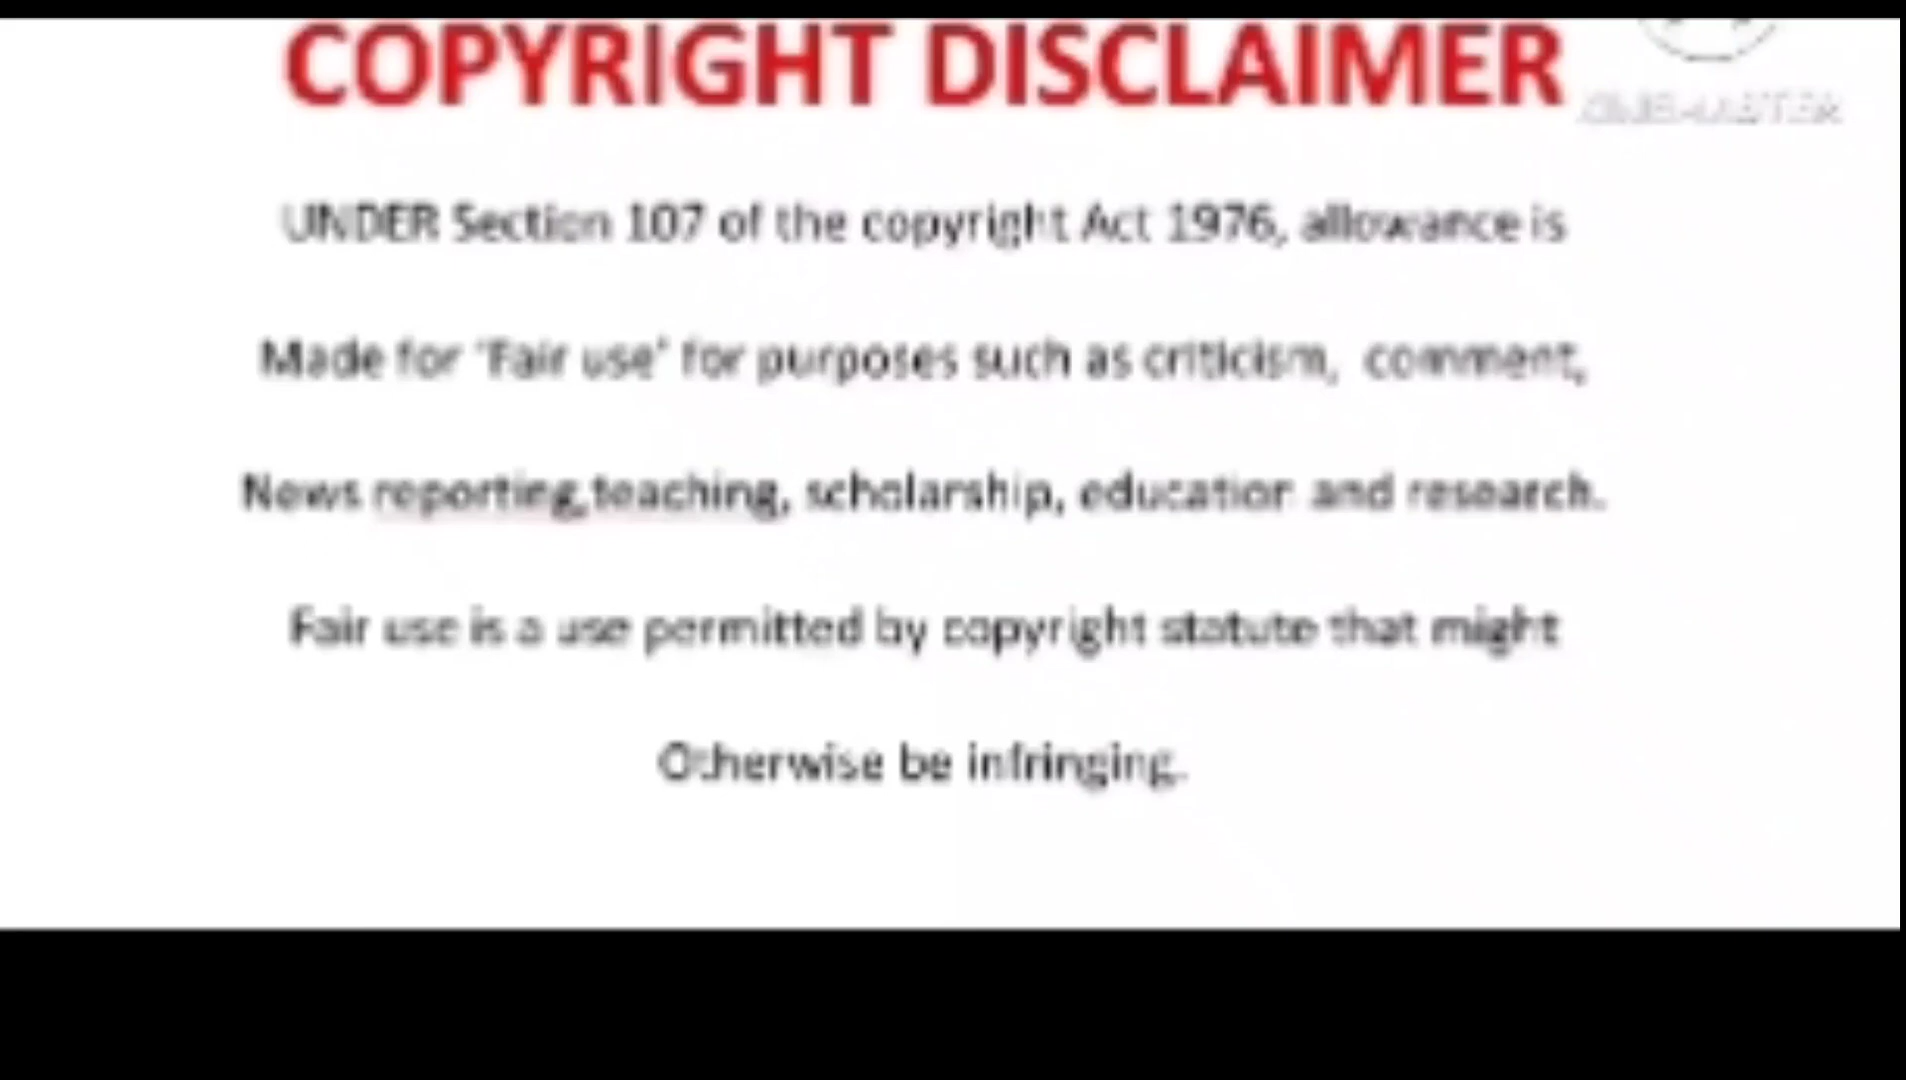 COPYRIGHT DISCLAIMER
KINEMASTER
UNDER Section 107 of the copyright Act 1976, allowance is
Made for 'Fair use' for purposes such as criticism, comment,
News reporting,teaching, scholarship, education and research.
Fair use is a use permitted by copyright statute that might
Otherwise be infringing.